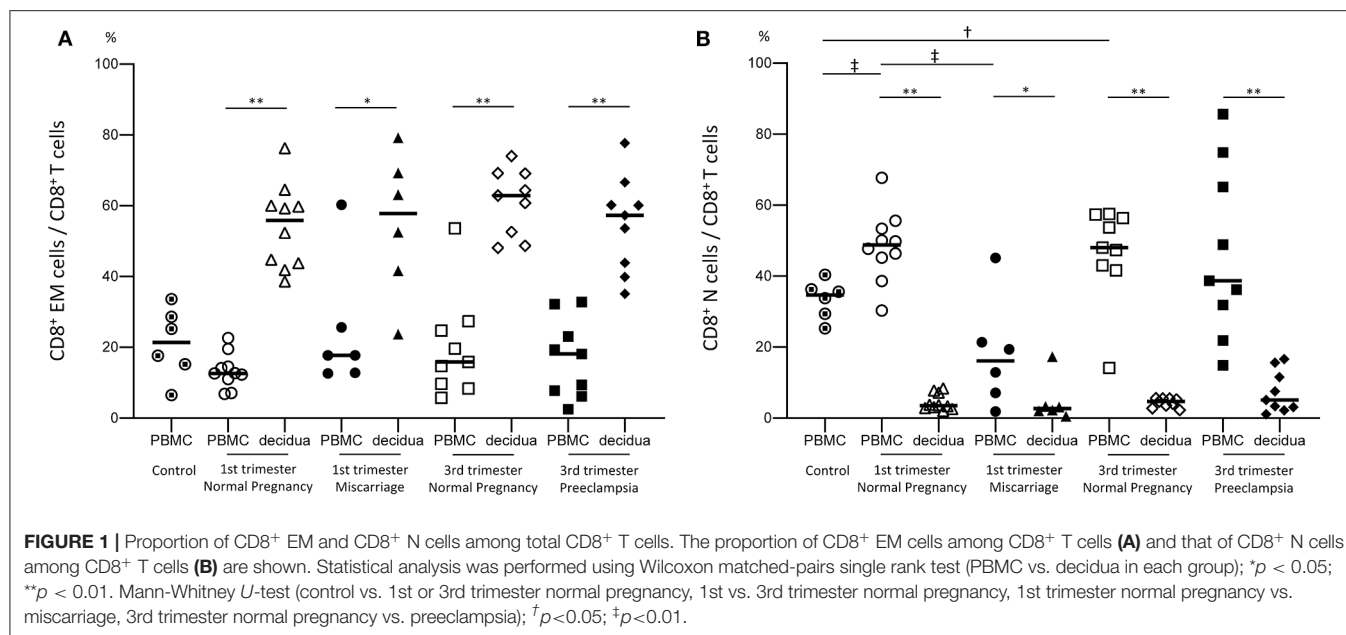 A
%
100
80
60
40
20
0
CD8⁺ EM cells / CD8⁺ T cells
** * ** **
PBMC PBMC decidua PBMC decidua PBMC decidua PBMC decidua
Control 1st trimester 1st trimester 3rd trimester 3rd trimester
Normal Pregnancy Miscarriage Normal Pregnancy Preeclampsia
B
%
100
80
60
40
20
0
CD8⁺ N cells / CD8⁺ T cells
†
‡ ‡
** * ** **
PBMC PBMC decidua PBMC decidua PBMC decidua PBMC decidua
Control 1st trimester 1st trimester 3rd trimester 3rd trimester
Normal Pregnancy Miscarriage Normal Pregnancy Preeclampsia
FIGURE 1 | Proportion of CD8⁺ EM and CD8⁺ N cells among total CD8⁺ T cells. The proportion of CD8⁺ EM cells among CD8⁺ T cells (A) and that of CD8⁺ N cells
among CD8⁺ T cells (B) are shown. Statistical analysis was performed using Wilcoxon matched-pairs single rank test (PBMC vs. decidua in each group); *p < 0.05;
**p < 0.01. Mann-Whitney U-test (control vs. 1st or 3rd trimester normal pregnancy, 1st vs. 3rd trimester normal pregnancy, 1st trimester normal pregnancy vs.
miscarriage, 3rd trimester normal pregnancy vs. preeclampsia); †p<0.05; ‡p<0.01.